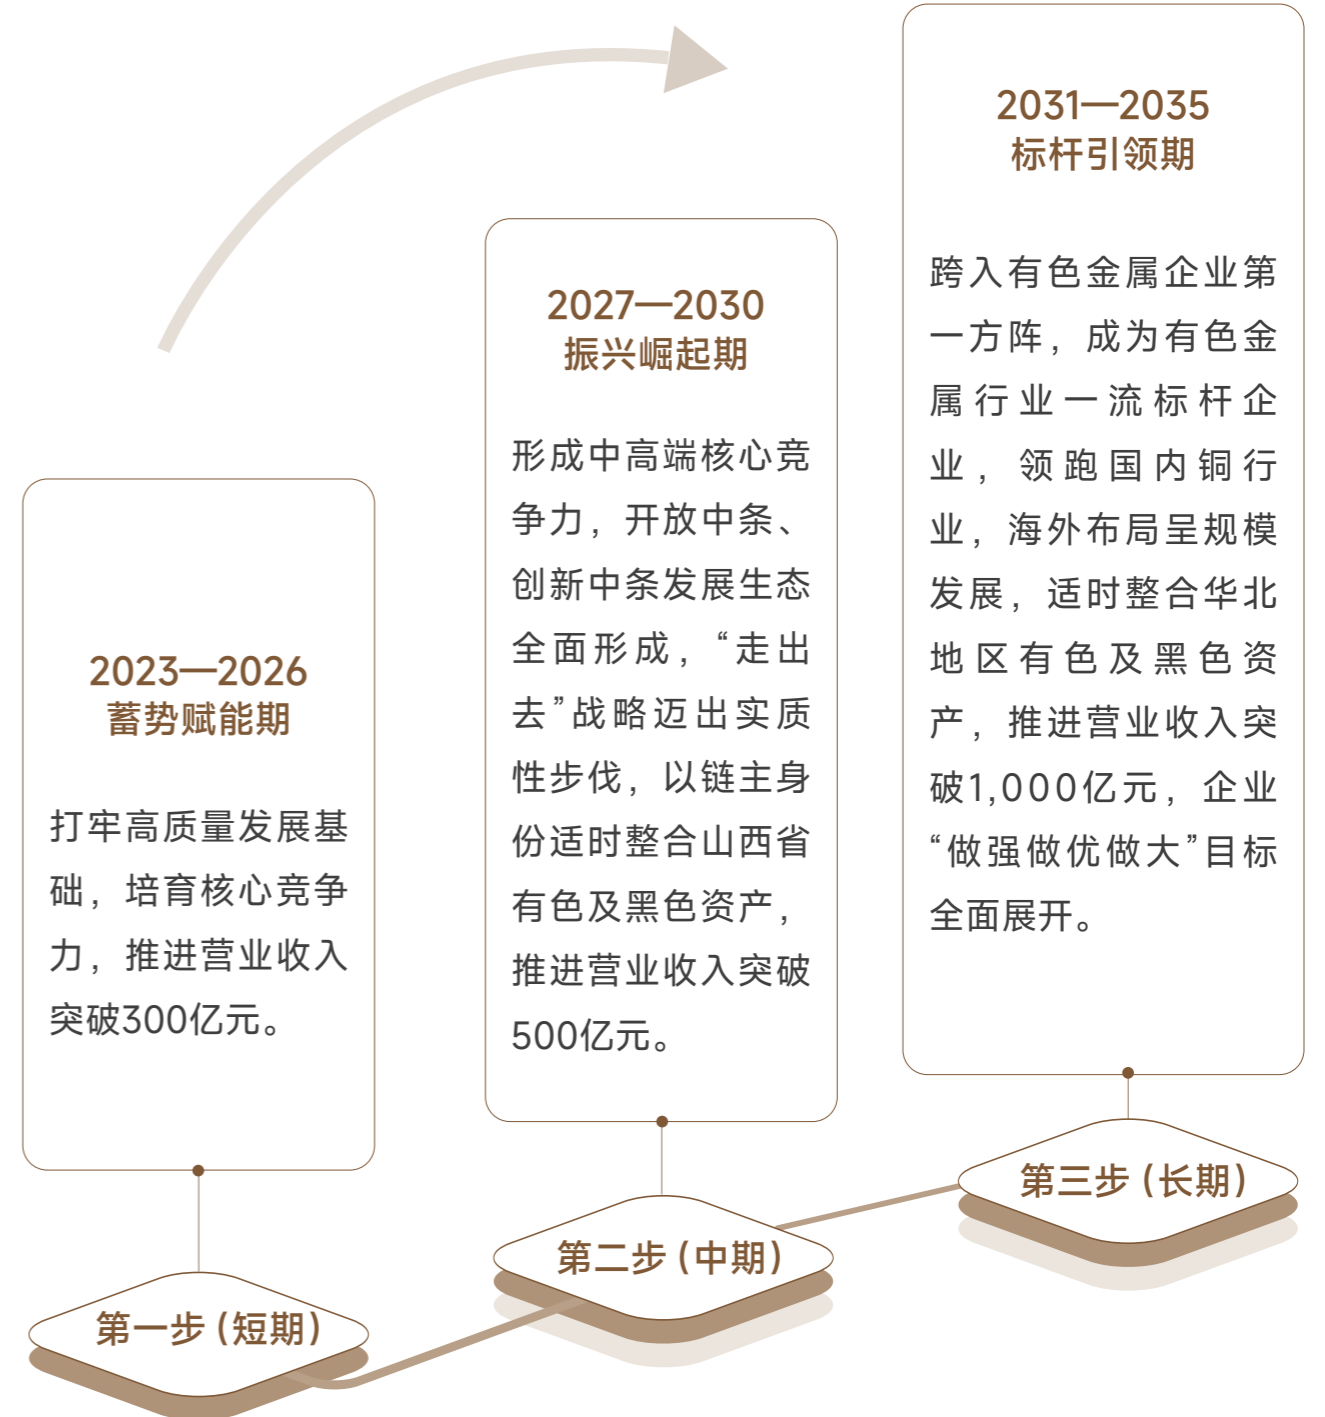 2023—2026
蓄势赋能期
打牢高质量发展基
础，培育核心竞争
力，推进营业收入
突破300亿元。
第一步（短期）
2027—2030
振兴崛起期
形成中高端核心竞
争力，开放中条、
创新中条发展生态
全面形成，“走出
去”战略迈出实质
性步伐，以链主身
份适时整合山西省
有色及黑色资产，
推进营业收入突破
500亿元。
第二步（中期）
2031—2035
标杆引领期
跨入有色金属企业第
一方阵，成为有色金
属行业一流标杆企
业，领跑国内铜行
业，海外布局呈规模
发展，适时整合华北
地区有色及黑色资
产，推进营业收入突
破1,000亿元，企业
“做强做优做大”目标
全面展开。
第三步（长期）